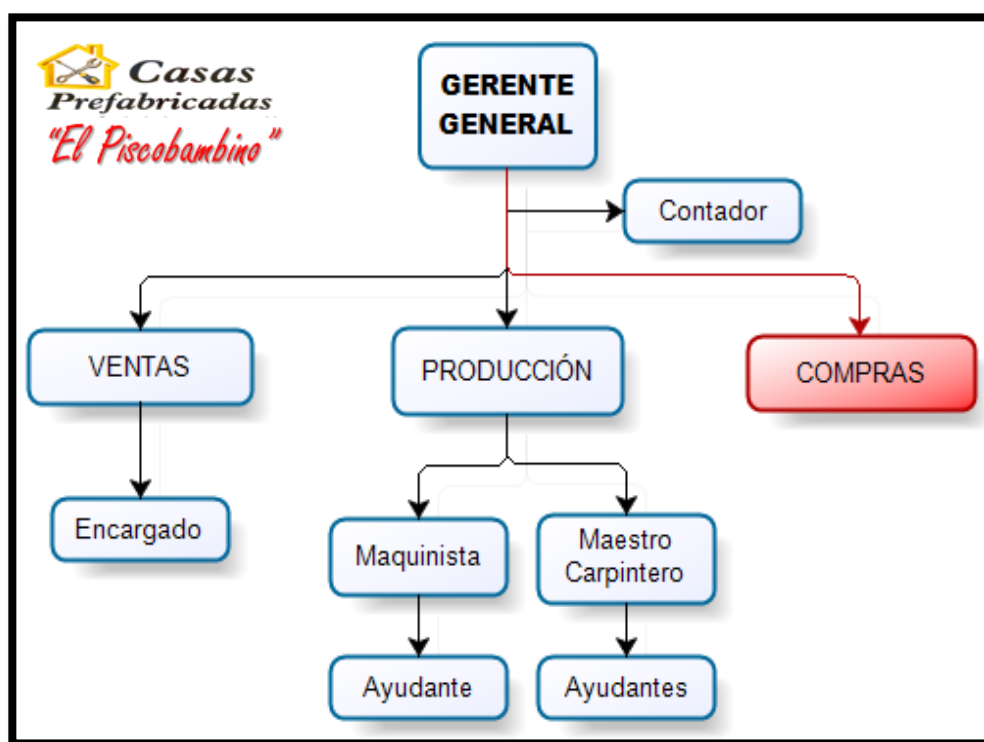 Casas
Prefabricadas
"El Piscobambino"
GERENTE
GENERAL
Contador
VENTAS
PRODUCCIÓN
COMPRAS
Encargado
Maquinista
Maestro
Carpintero
Ayudante
Ayudantes